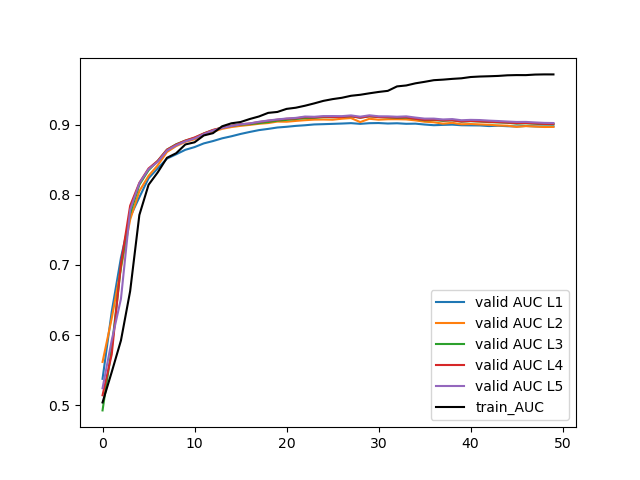 0.9
0.8
0.7
0.6
0.5
0 10 20 30 40 50
valid AUC L1
valid AUC L2
valid AUC L3
valid AUC L4
valid AUC L5
train_AUC